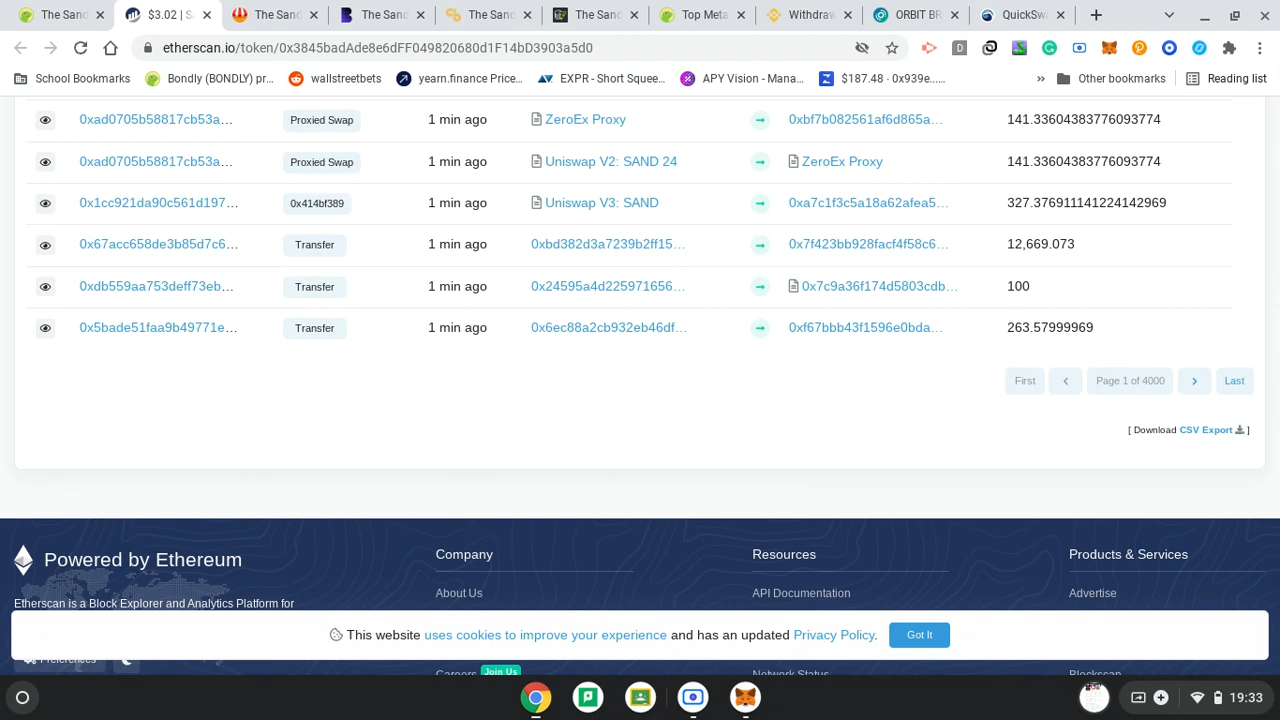 The Sand
$3.02 | S
The Sand
The Sand
The Sand
The Sand
Top Meta
Withdra
ORBIT BR
QuickSwa
etherscan.io/token/0x3845badAde8e6dFF049820680d1F14bD3903a5d0
School Bookmarks
Bondly (BONDLY) pr...
wallstreetbets
yearn.finance Price...
EXPR - Short Squee...
APY Vision - Mana...
$187.48 · 0x939e......
»
Other bookmarks
Reading list
0xad0705b58817cb53a... Proxied Swap 1 min ago ZeroEx Proxy 0xbf7b082561af6d865a... 141.33604383776093774
0xad0705b58817cb53a... Proxied Swap 1 min ago Uniswap V2: SAND 24 ZeroEx Proxy 141.33604383776093774
0x1cc921da90c561d197... 0x414bf389 1 min ago Uniswap V3: SAND 0xa7c1f3c5a18a62afea5... 327.376911141224142969
0x67acc658de3b85d7c6... Transfer 1 min ago 0xbd382d3a7239b2ff15... 0x7f423bb928facf4f58c6... 12,669.073
0xdb559aa753deff73eb... Transfer 1 min ago 0x24595a4d225971656... 0x7c9a36f174d5803cdb... 100
0x5bade51faa9b49771e... Transfer 1 min ago 0x6ec88a2cb932eb46df... 0xf67bbb43f1596e0bda... 263.57999969
First Page 1 of 4000 Last
[ Download CSV Export ]
Powered by Ethereum
Etherscan is a Block Explorer and Analytics Platform for
Company
About Us
Resources
API Documentation
Products & Services
Advertise
This website uses cookies to improve your experience and has an updated Privacy Policy. Got It
Preferences
Careers Join Us
Network Status
Blockscan
19:33